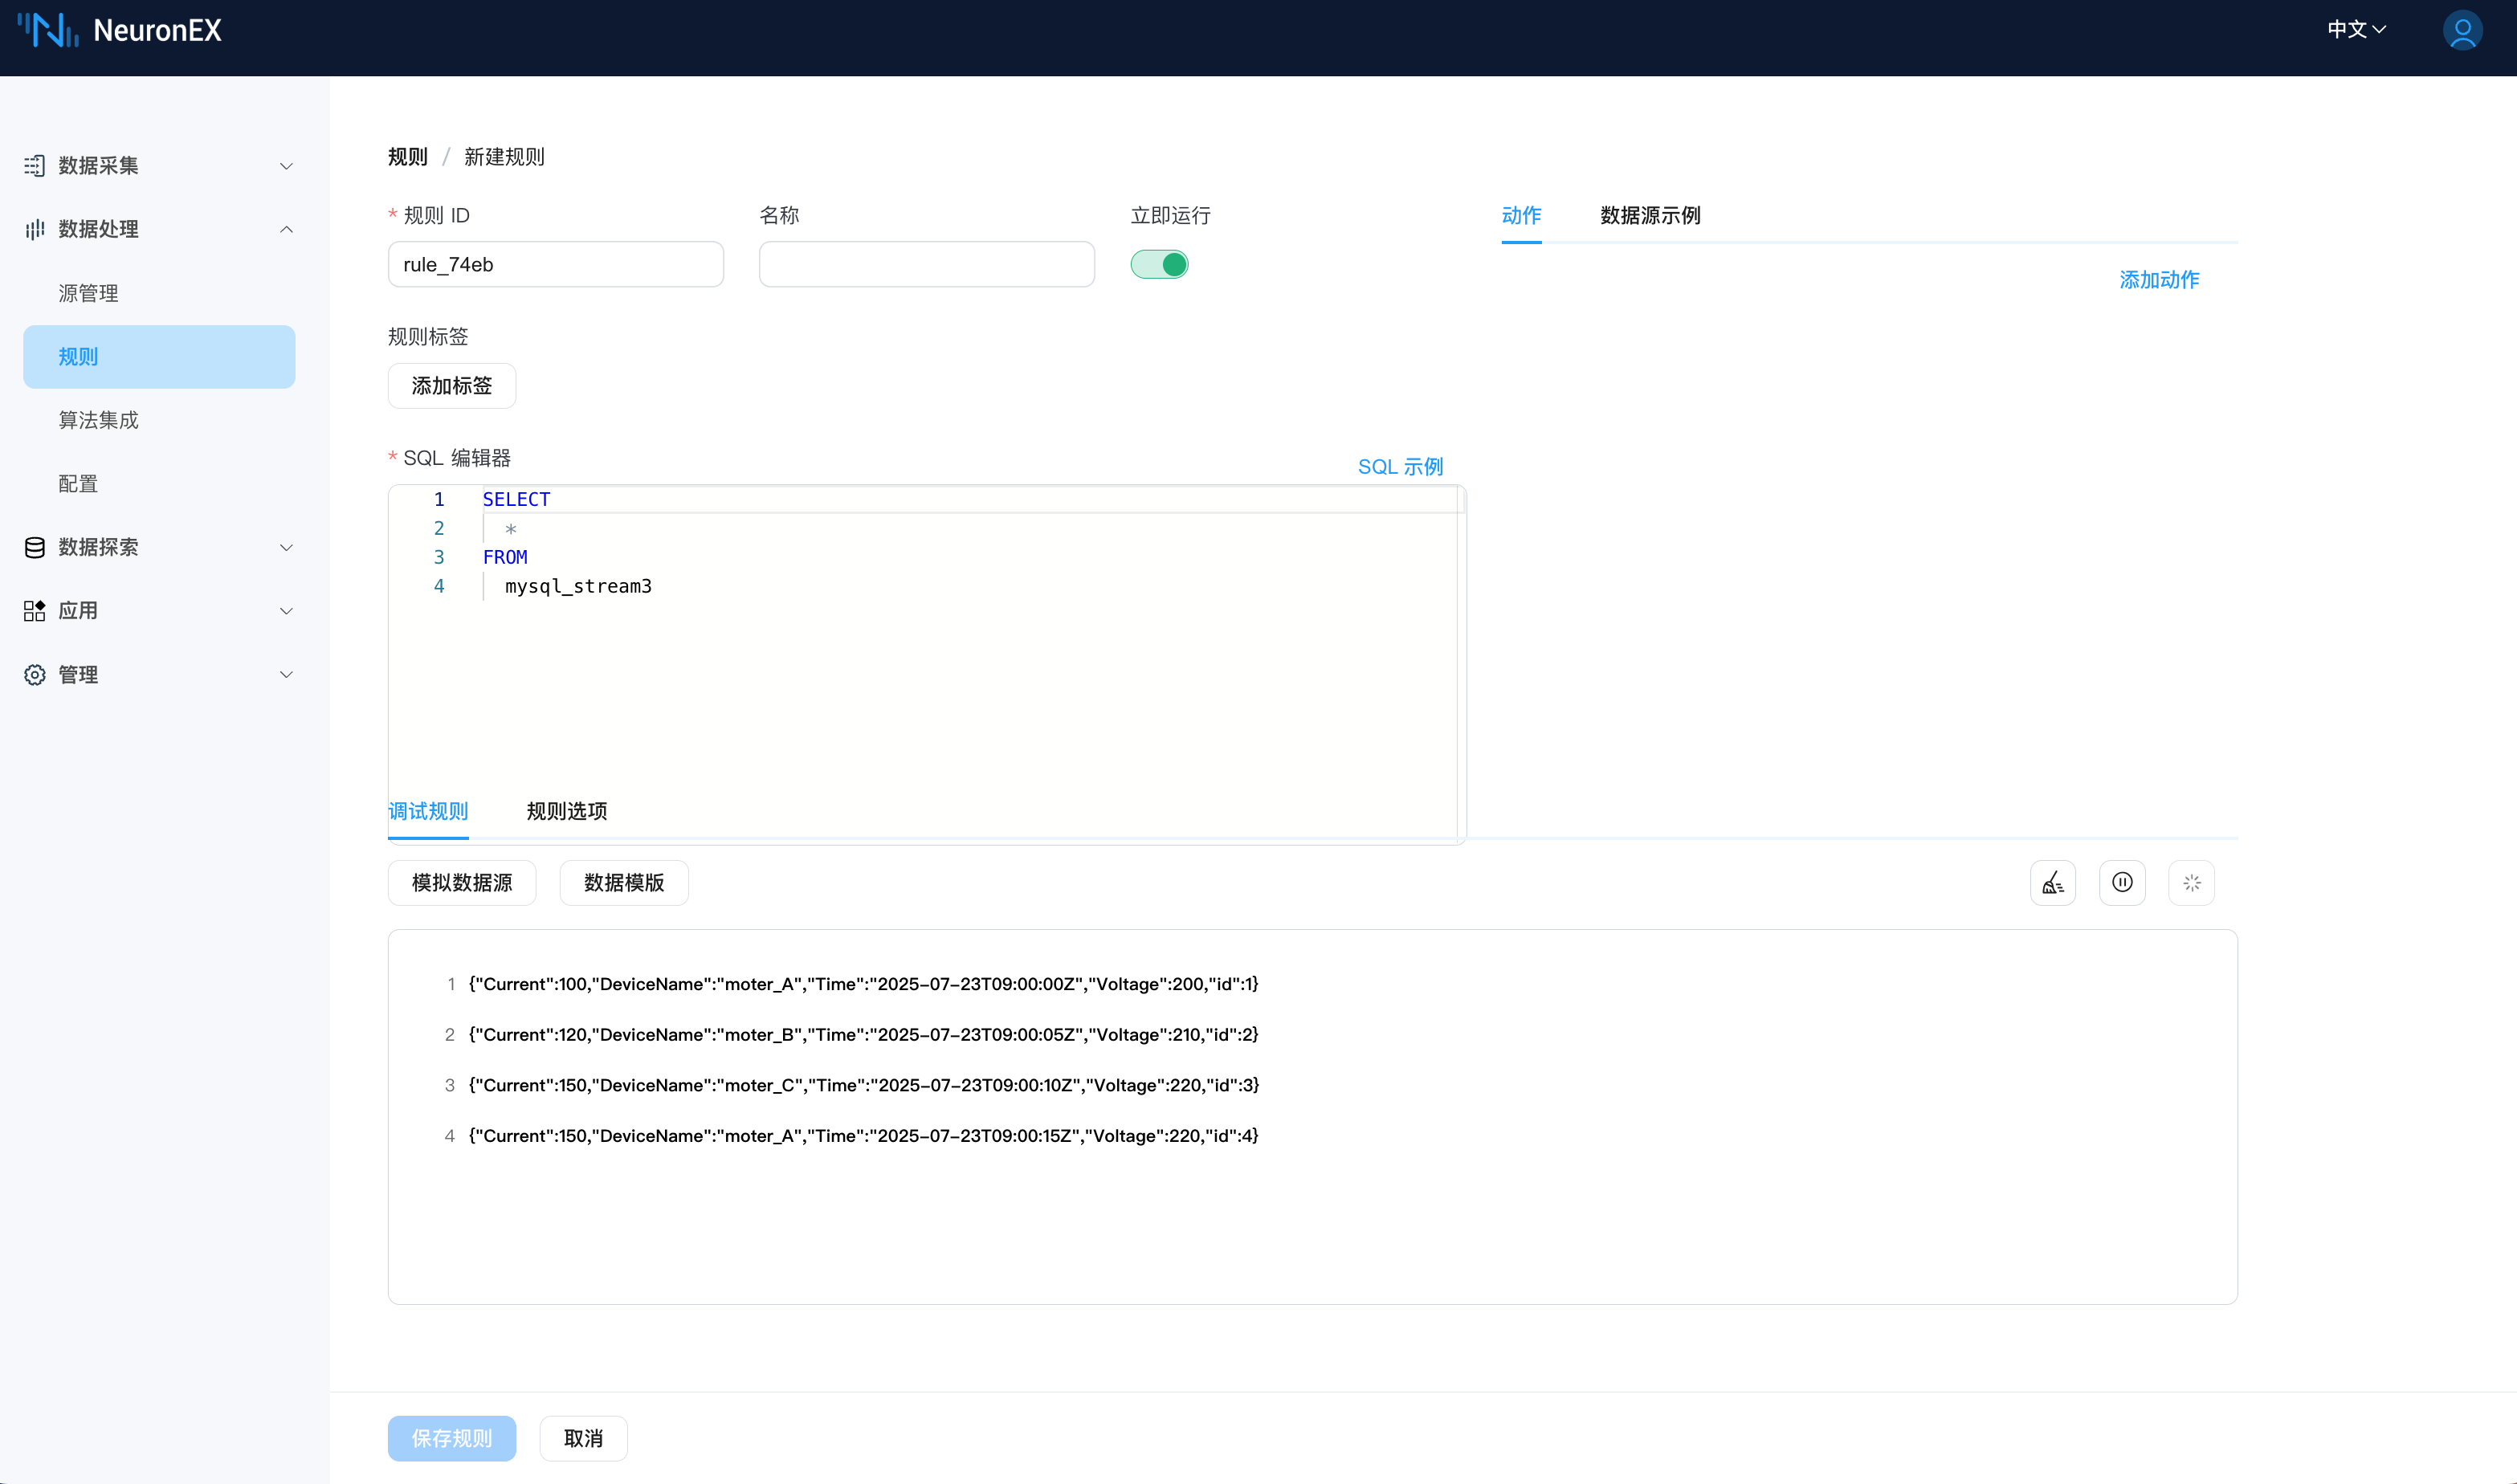 NeuronEX
中文
数据采集
数据处理
源管理
规则
算法集成
配置
数据探索
应用
管理
规则 / 新建规则
* 规则 ID
名称
立即运行
rule_74eb
规则标签
添加标签
* SQL 编辑器
SQL 示例
1 SELECT
2 *
3 FROM
4 mysql_stream3
动作
数据源示例
添加动作
调试规则
规则选项
模拟数据源
数据模版
1 {"Current":100,"DeviceName":"moter_A","Time":"2025-07-23T09:00:00Z","Voltage":200,"id":1}
2 {"Current":120,"DeviceName":"moter_B","Time":"2025-07-23T09:00:05Z","Voltage":210,"id":2}
3 {"Current":150,"DeviceName":"moter_C","Time":"2025-07-23T09:00:10Z","Voltage":220,"id":3}
4 {"Current":150,"DeviceName":"moter_A","Time":"2025-07-23T09:00:15Z","Voltage":220,"id":4}
保存规则
取消